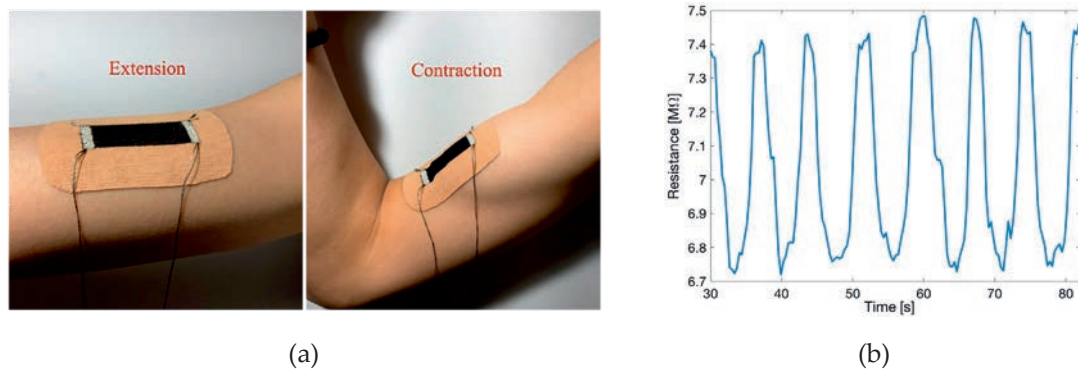 Extension
Contraction
(a)
7.5
7.4
7.3
7.2
7.1
7
6.9
6.8
6.7
Resistance [MΩ]
30
40
50
60
70
80
Time [s]
(b)